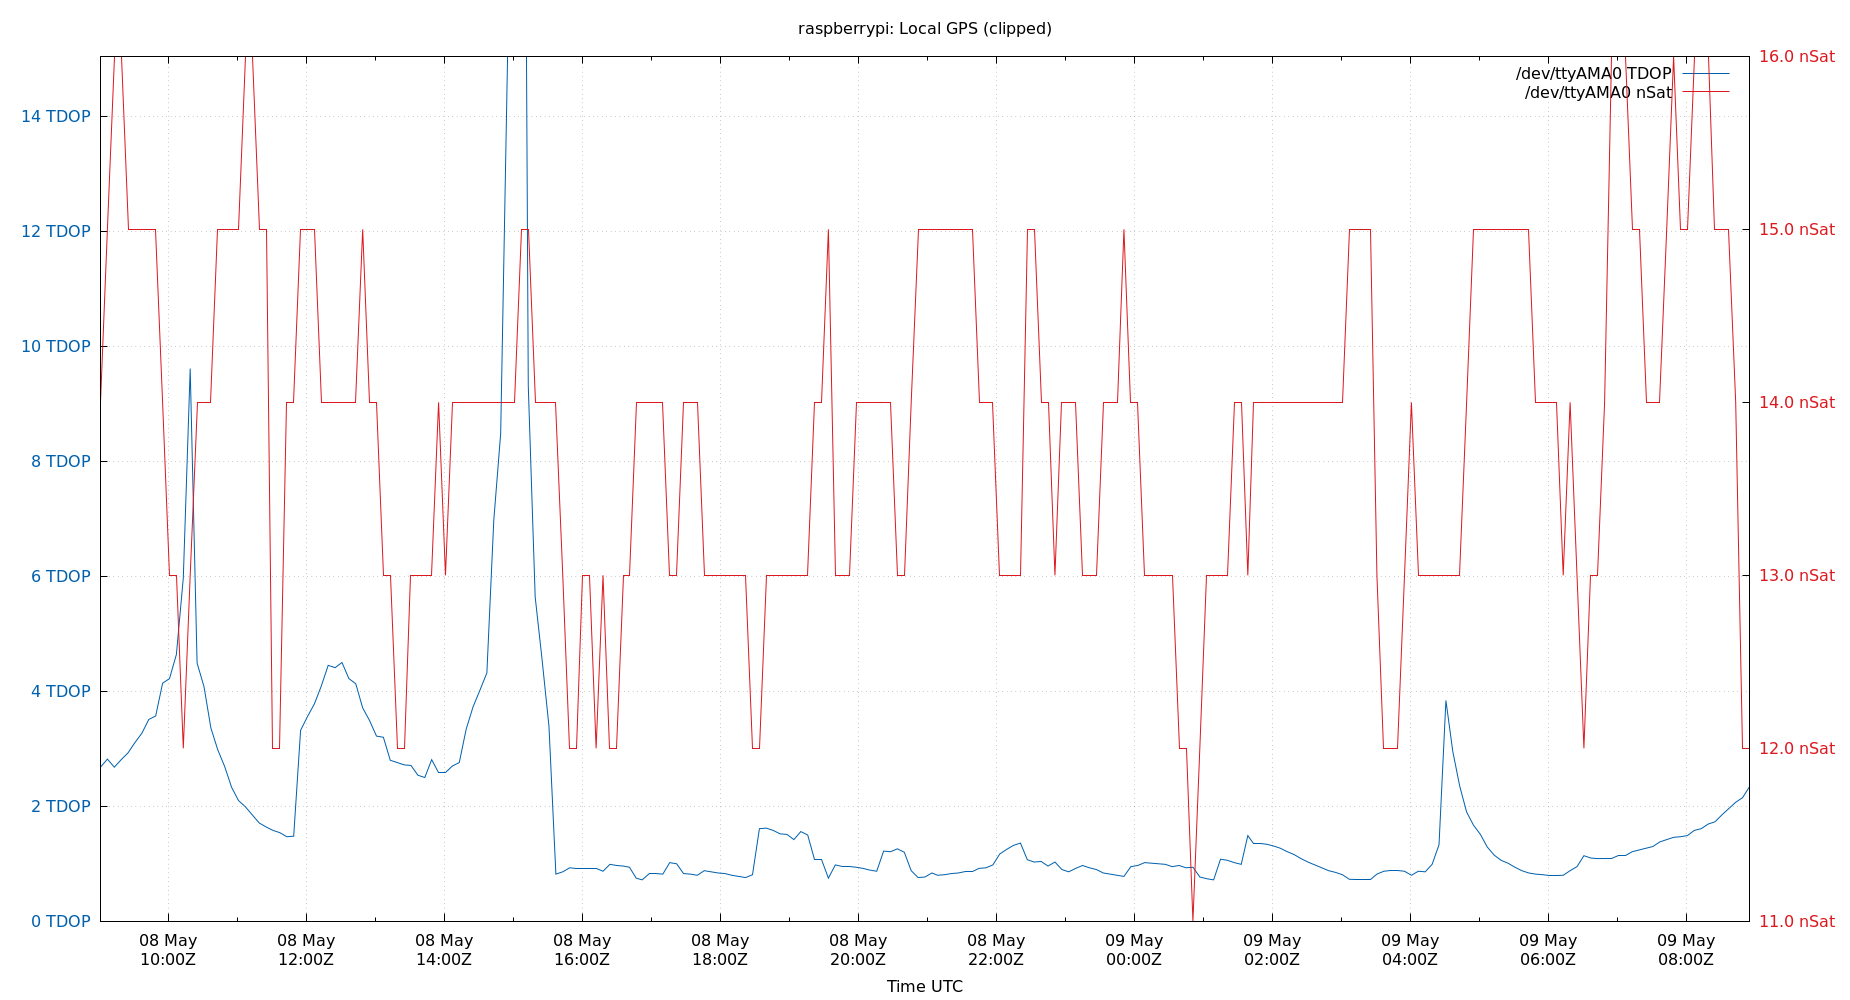 raspberrypi: Local GPS (clipped)
16.0 nSat
/dev/ttyAMA0 TDOP
/dev/ttyAMA0 nSat
14 TDOP
12 TDOP
15.0 nSat
10 TDOP
14.0 nSat
8 TDOP
6 TDOP
13.0 nSat
4 TDOP
12.0 nSat
2 TDOP
0 TDOP
11.0 nSat
08 May 08 May 08 May 08 May 08 May 08 May 08 May 09 May 09 May 09 May 09 May 09 May
10:00Z 12:00Z 14:00Z 16:00Z 18:00Z 20:00Z 22:00Z 00:00Z 02:00Z 04:00Z 06:00Z 08:00Z
Time UTC